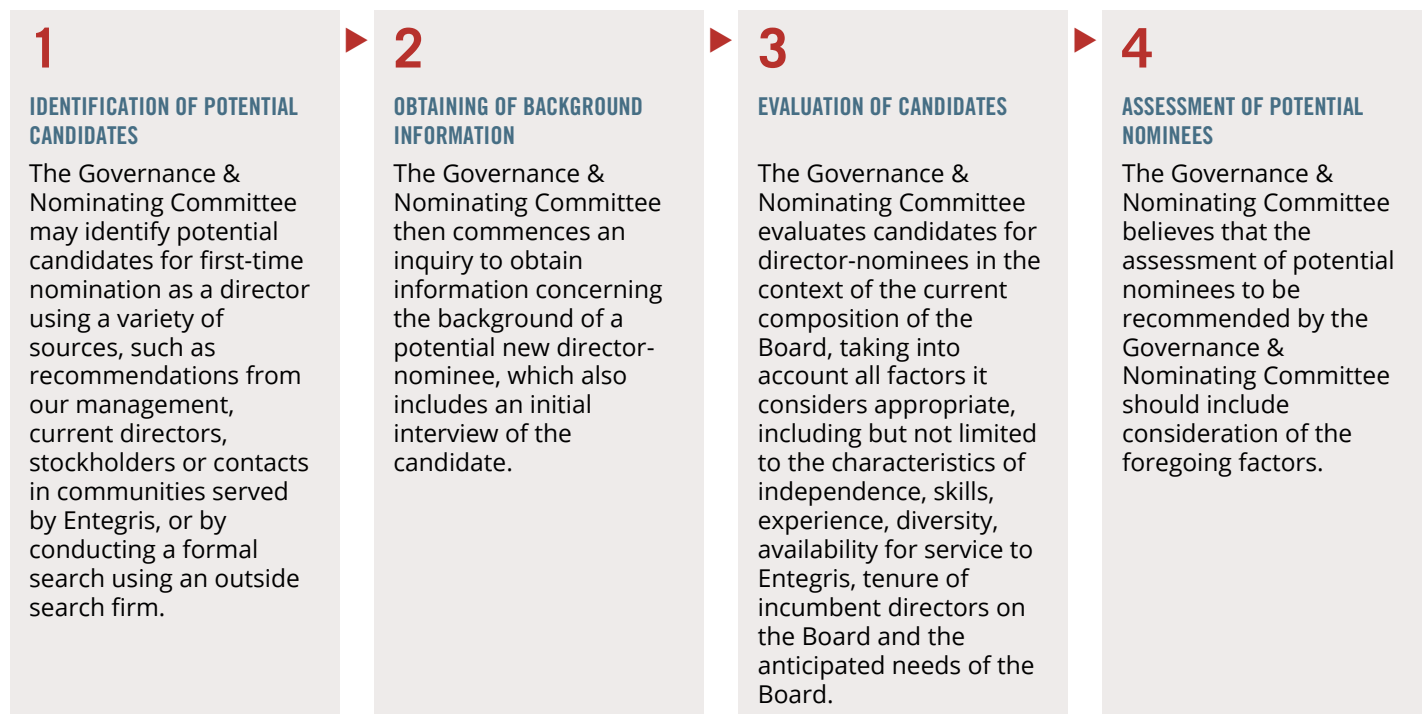 1
IDENTIFICATION OF POTENTIAL
CANDIDATES
The Governance &
Nominating Committee
may identify potential
candidates for first-time
nomination as a director
using a variety of
sources, such as
recommendations from
our management,
current directors,
stockholders or contacts
in communities served
by Entegris, or by
conducting a formal
search using an outside
search firm.
2
OBTAINING OF BACKGROUND
INFORMATION
The Governance &
Nominating Committee
then commences an
inquiry to obtain
information concerning
the background of a
potential new director-
nominee, which also
includes an initial
interview of the
candidate.
3
EVALUATION OF CANDIDATES
The Governance &
Nominating Committee
evaluates candidates for
director-nominees in the
context of the current
composition of the
Board, taking into
account all factors it
considers appropriate,
including but not limited
to the characteristics of
independence, skills,
experience, diversity,
availability for service to
Entegris, tenure of
incumbent directors on
the Board and the
anticipated needs of the
Board.
4
ASSESSMENT OF POTENTIAL
NOMINEES
The Governance &
Nominating Committee
believes that the
assessment of potential
nominees to be
recommended by the
Governance &
Nominating Committee
should include
consideration of the
foregoing factors.